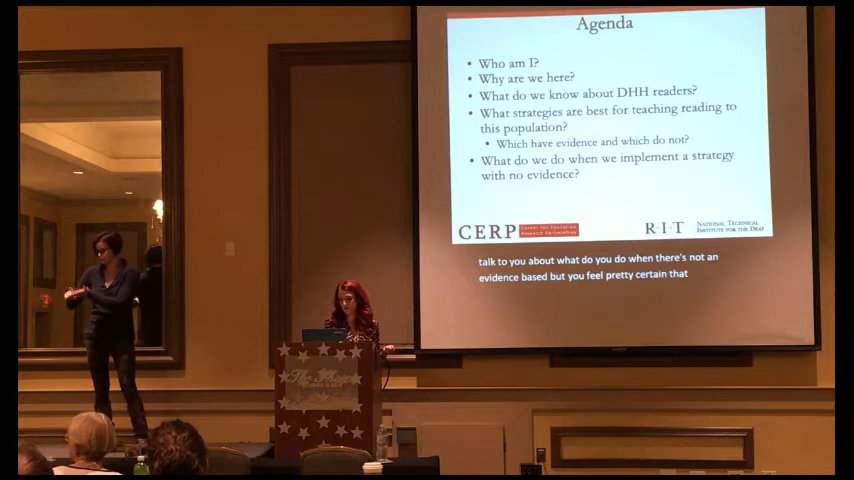 Agenda
• Who am I?
• Why are we here?
• What do we know about DHH readers?
• What strategies are best for teaching reading to
this population?
• Which have evidence and which do not?
• What do we do when we implement a strategy
with no evidence?
CERP Center for Education
Research Partnerships
R·I·T NATIONAL TECHNICAL
INSTITUTE FOR THE DEAF
talk to you about what do you do when there's not an
evidence based but you feel pretty certain that